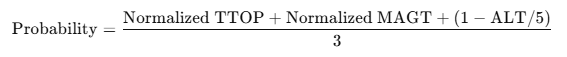 Probability = (Normalized TTOP + Normalized MAGT + (1 − ALT/5)) / 3